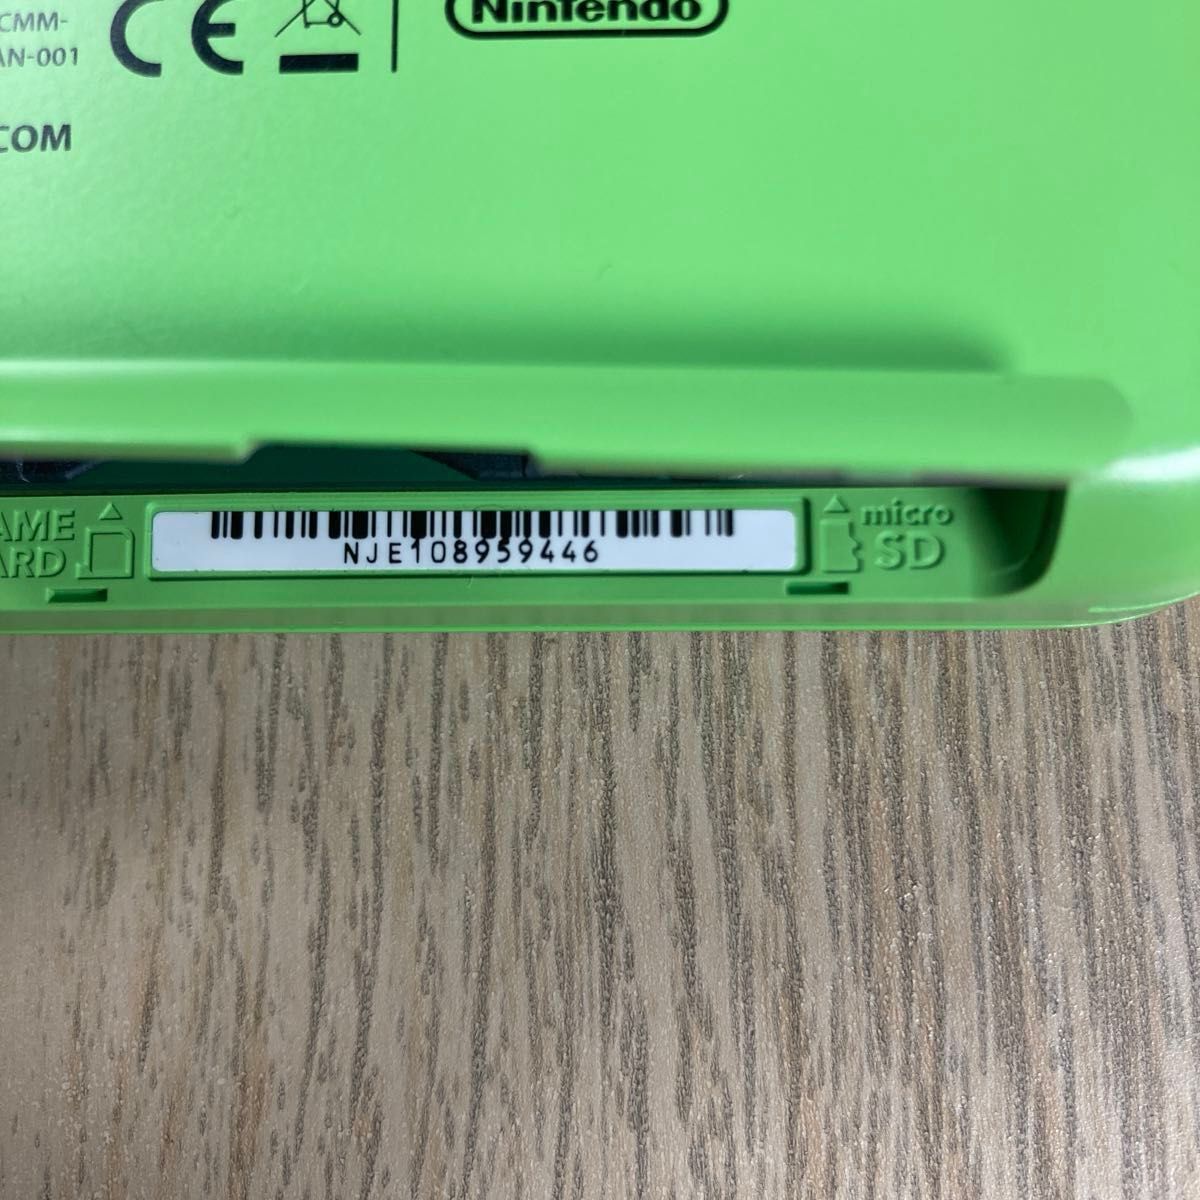 CMM-
AN-001
CE
Nintendo
COM
AME
ARD
NJE108959446
micro
SD